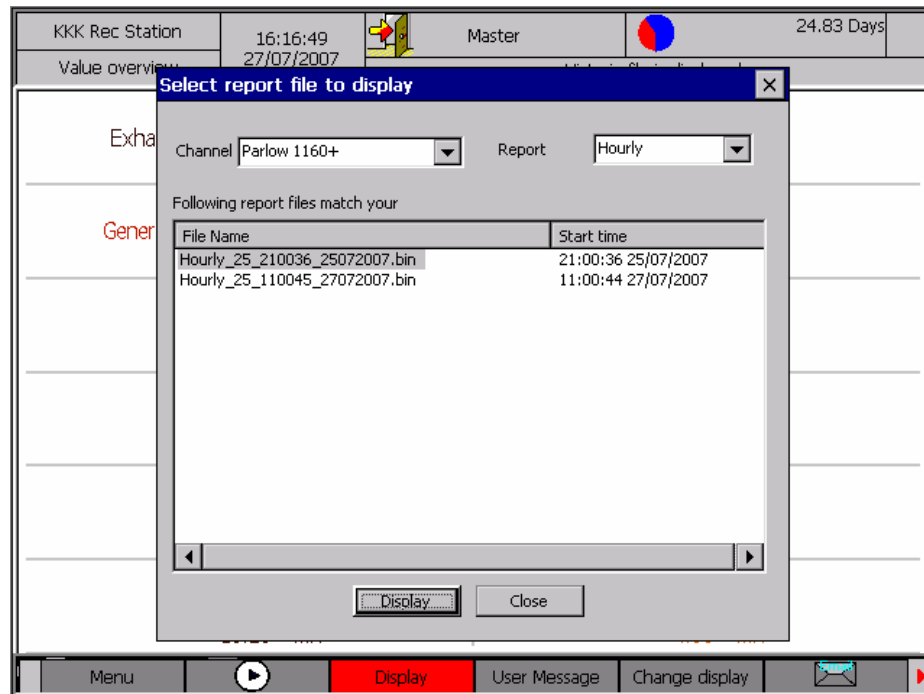 KKK Rec Station
16:16:49
27/07/2007
Master
24.83 Days
Value overview
Select report file to display
Exha
Channel Parlow 1160+ Report Hourly
Following report files match your
Gener
File Name Start time
Hourly_25_210036_25072007.bin 21:00:36 25/07/2007
Hourly_25_110045_27072007.bin 11:00:44 27/07/2007
Display Close
Menu Display User Message Change display